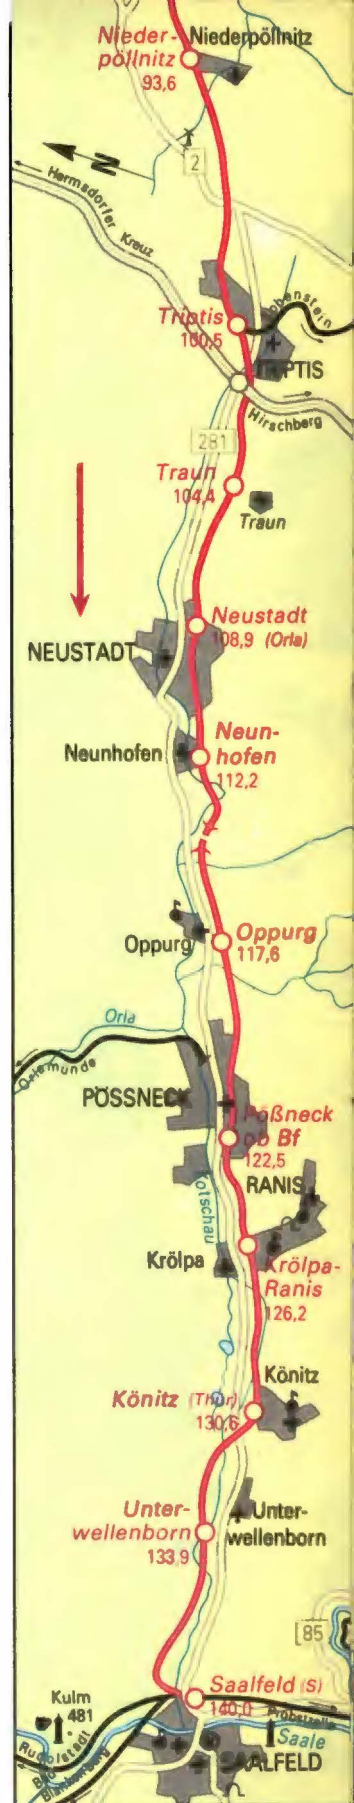 Nieder-
pöllnitz
93,6
Niederpöllnitz
N
2
Hermsdorfer Kreuz
Triptis
100,5
TRIPTIS
Hirschberg
281
Traun
104,4
Traun
Neustadt
108,9 (Orla)
NEUSTADT
Neun-
hofen
112,2
Neunhofen
Oppurg
117,6
Oppurg
Orla
Orlamünde
PÖSSNECK
Pößneck
ob Bf
122,5
RANIS
Kotschau
Krölpa
Krölpa-
Ranis
126,2
Könitz
Könitz (Thür)
130,6
Unter-
wellenborn
133,9
Unter-
wellenborn
85
Saalfeld (S)
140,0
Kulm
481
Probstzella
Saale
Rudolstadt
Bad
Blankenburg
SAALFELD